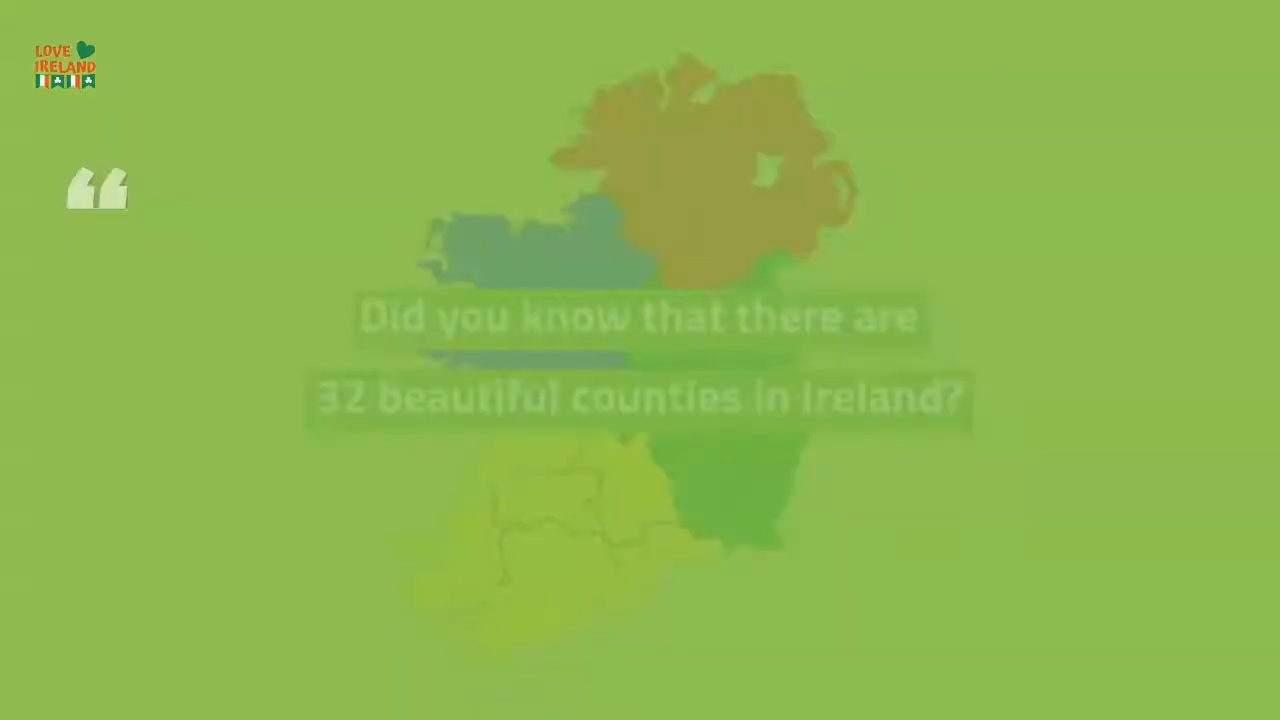 LOVE
IRELAND
“
Did you know that there are
32 beautiful counties in Ireland?